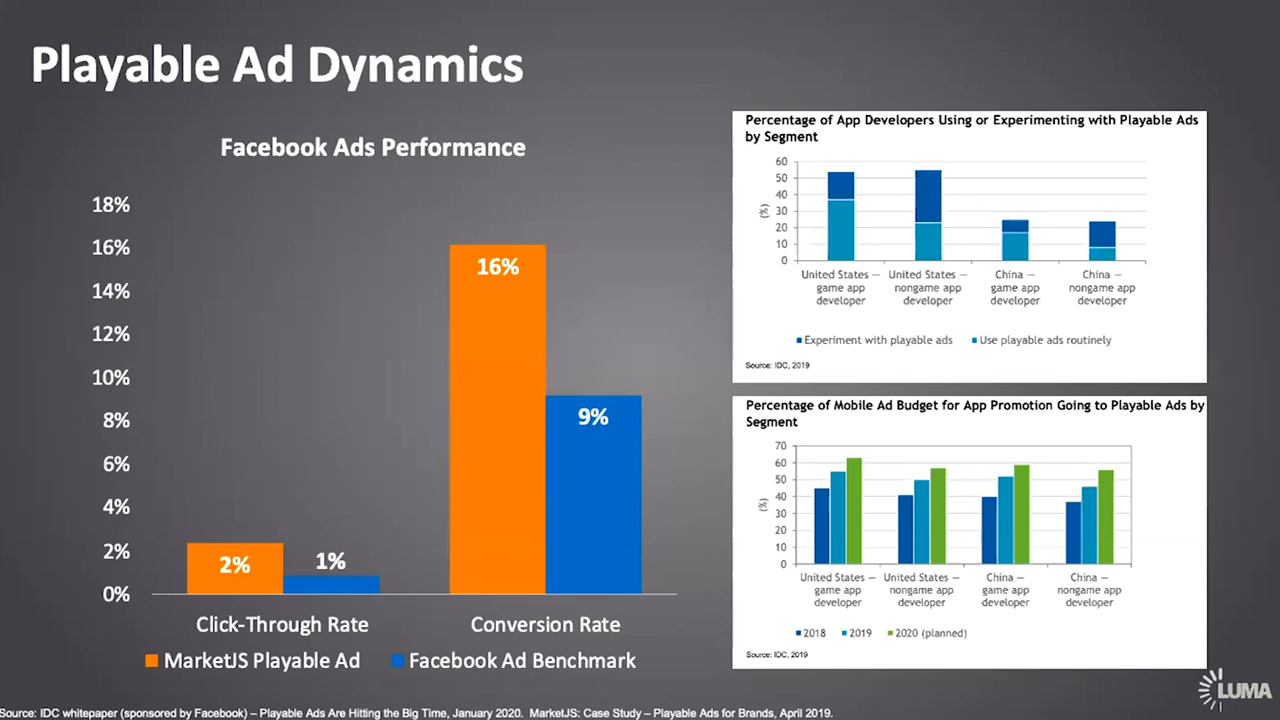 Playable Ad Dynamics
Facebook Ads Performance
18%
16%
14%
12%
10%
8%
6%
4%
2%
0%
16%
9%
2%
1%
Click-Through Rate
Conversion Rate
MarketJS Playable Ad
Facebook Ad Benchmark
Percentage of App Developers Using or Experimenting with Playable Ads
by Segment
60
50
40
30
20
10
0
(%)
United States —
game app
developer
United States —
nongame app
developer
China —
game app
developer
China —
nongame app
developer
Experiment with playable ads
Use playable ads routinely
Source: IDC, 2019
Percentage of Mobile Ad Budget for App Promotion Going to Playable Ads by
Segment
70
60
50
40
30
20
10
0
(%)
United States —
game app
developer
United States —
nongame app
developer
China —
game app
developer
China —
nongame app
developer
2018
2019
2020 (planned)
Source: IDC, 2019
LUMA
Source: IDC whitepaper (sponsored by Facebook) – Playable Ads Are Hitting the Big Time, January 2020. MarketJS: Case Study – Playable Ads for Brands, April 2019.